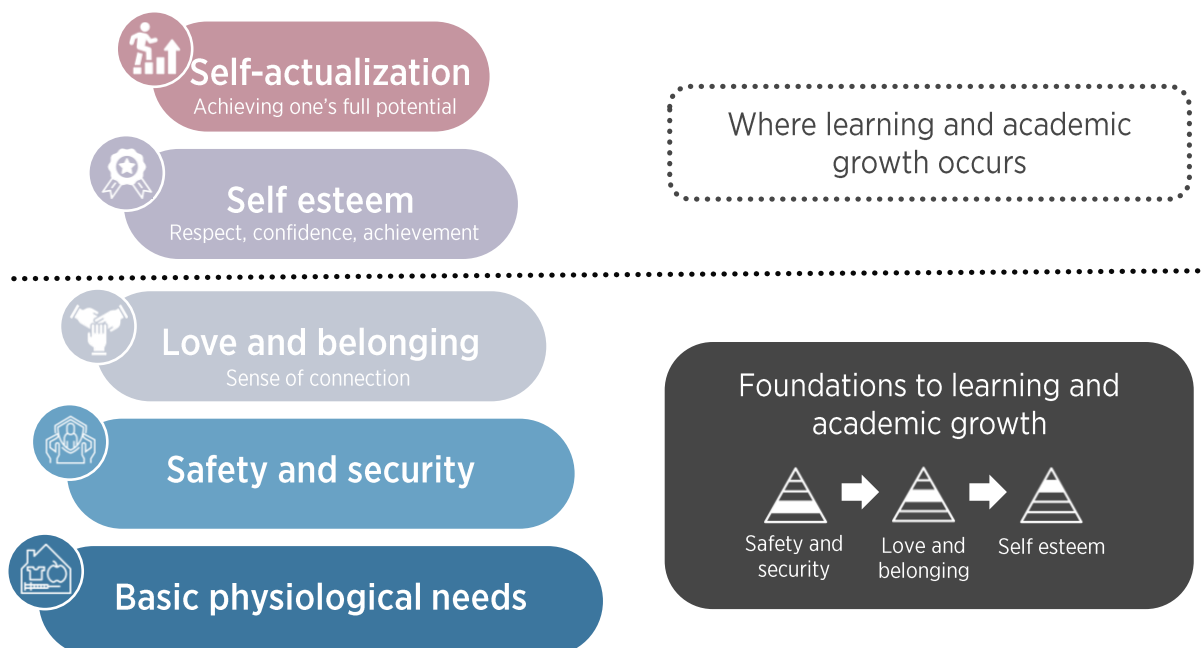 Self-actualization
Achieving one's full potential
Where learning and academic
growth occurs
Self esteem
Respect, confidence, achievement
Love and belonging
Sense of connection
Safety and security
Basic physiological needs
Foundations to learning and
academic growth
Safety and
security
Love and
belonging
Self esteem